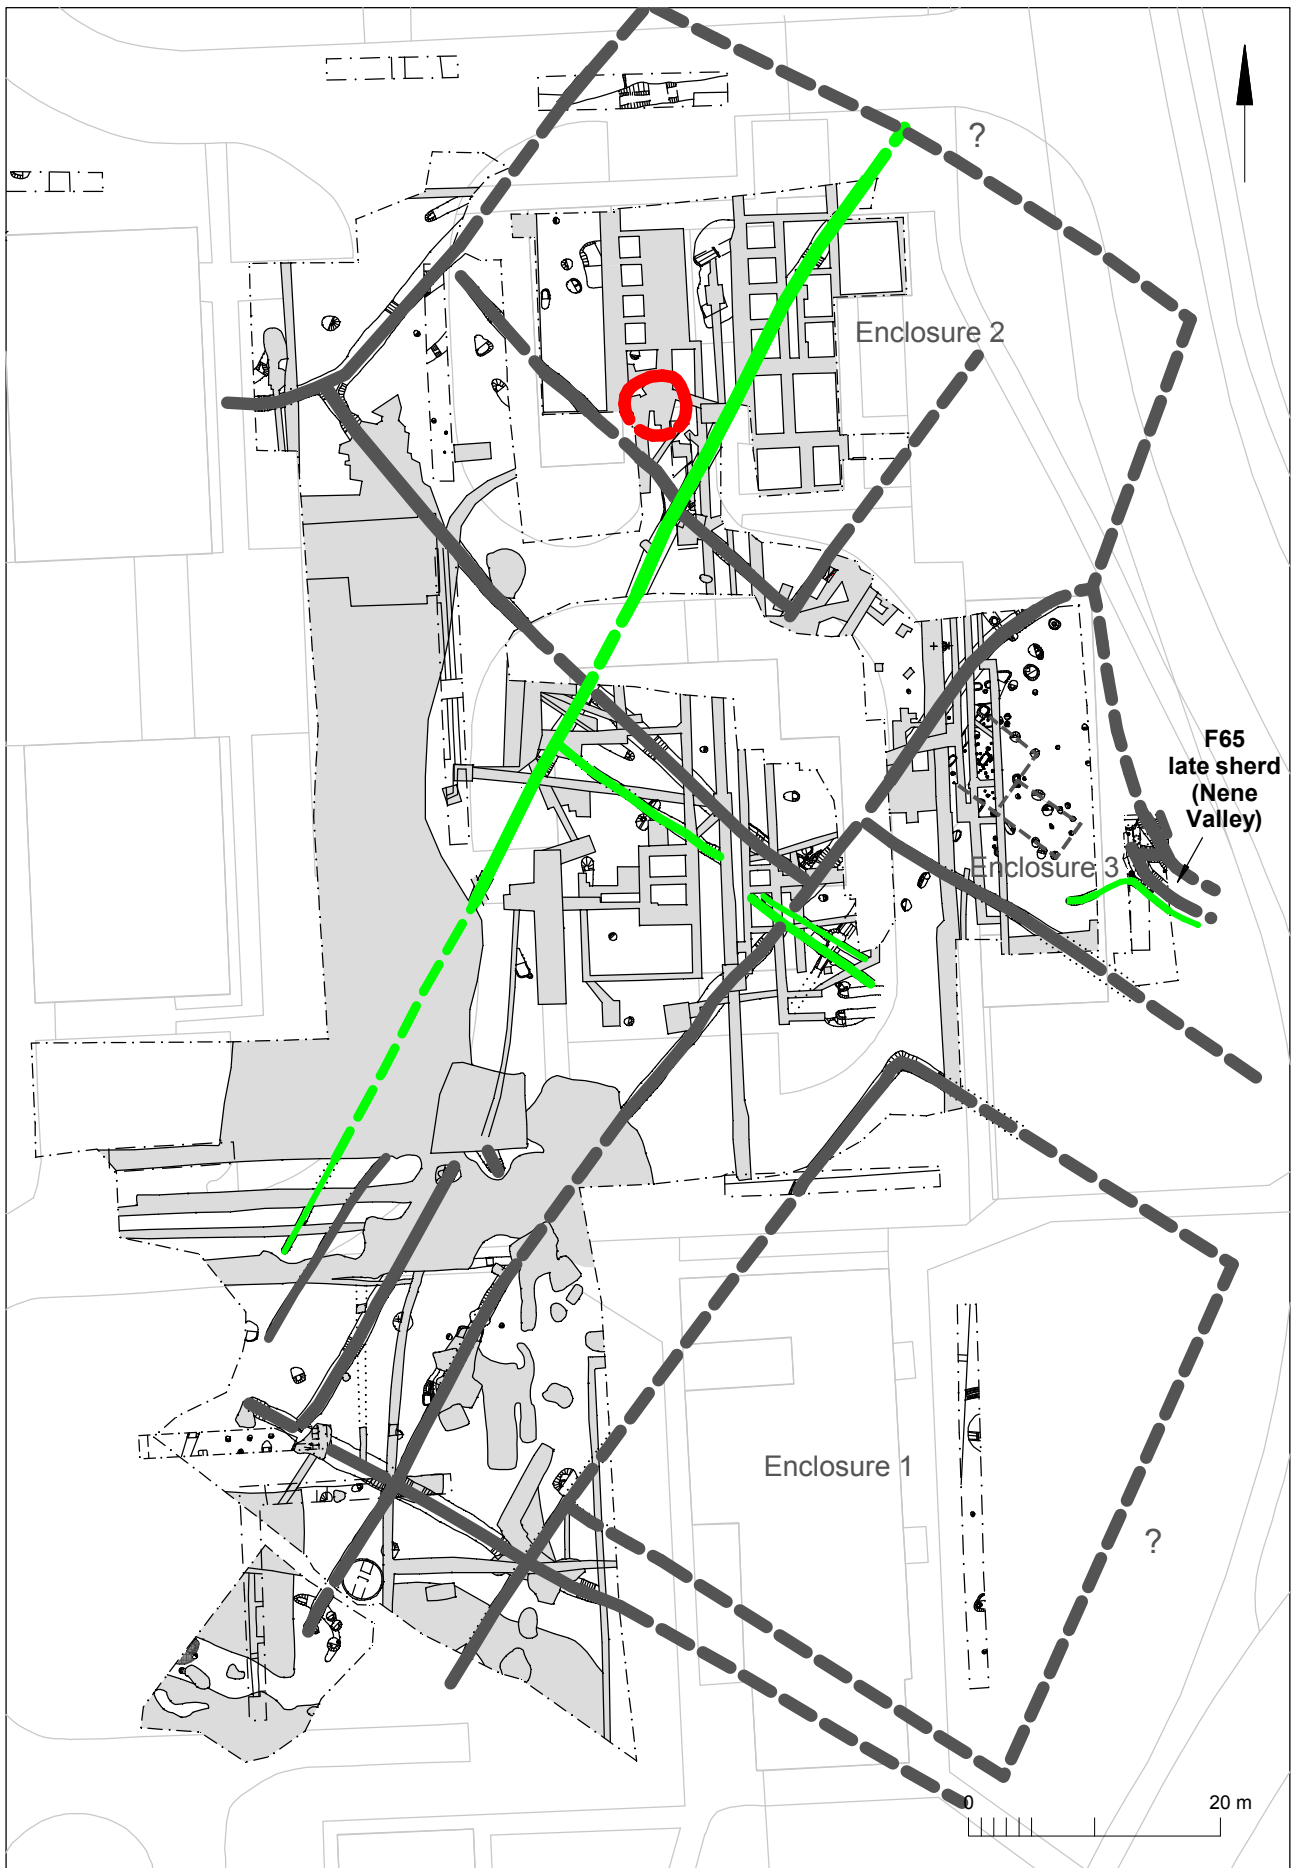 ?
Enclosure 2
F65
late sherd
(Nene
Valley)
Enclosure 3
Enclosure 1
?
0
20 m